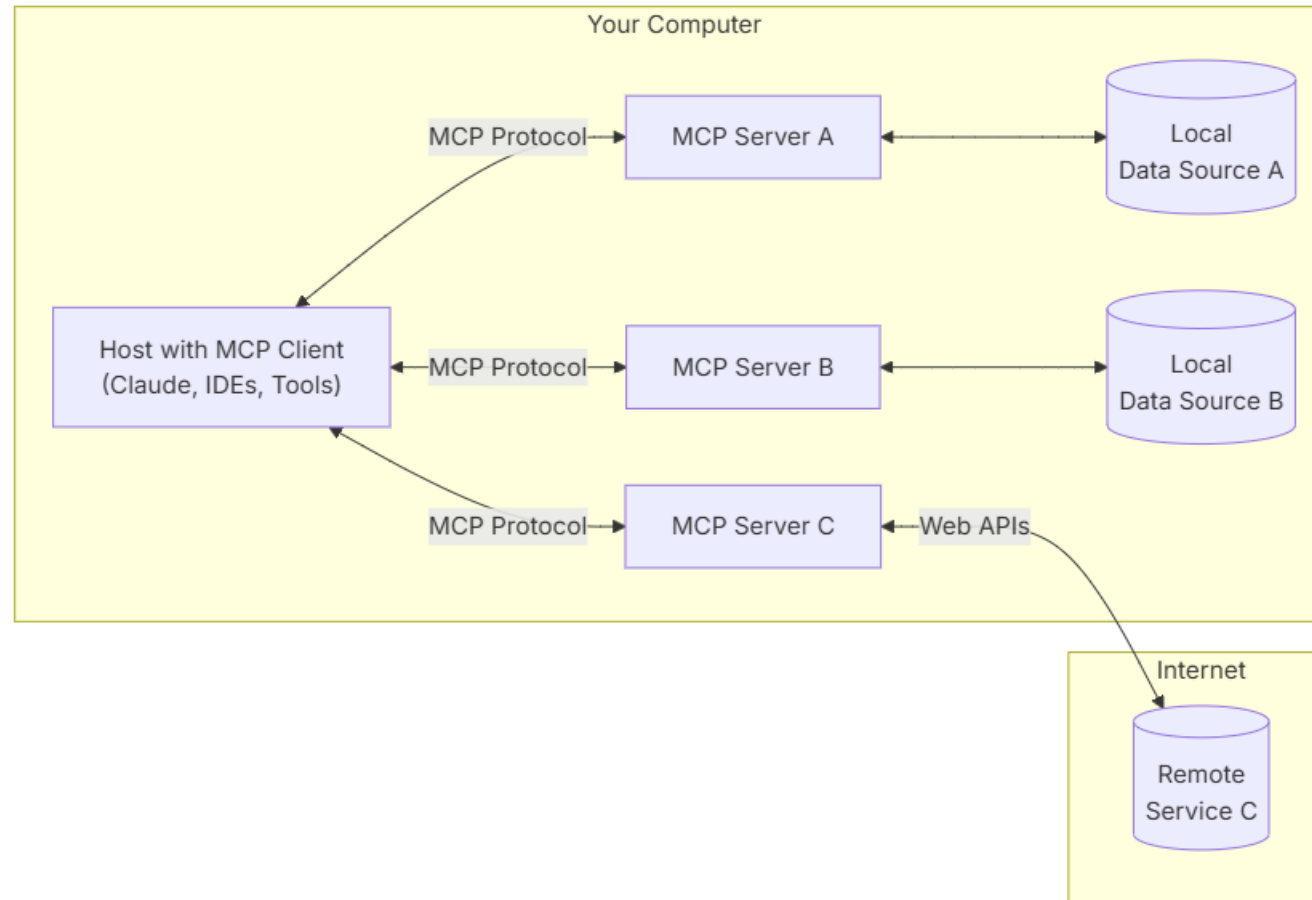 Your Computer
MCP Protocol
MCP Server A
Local
Data Source A
Host with MCP Client
(Claude, IDEs, Tools)
MCP Protocol
MCP Server B
Local
Data Source B
MCP Protocol
MCP Server C
Web APIs
Internet
Remote
Service C